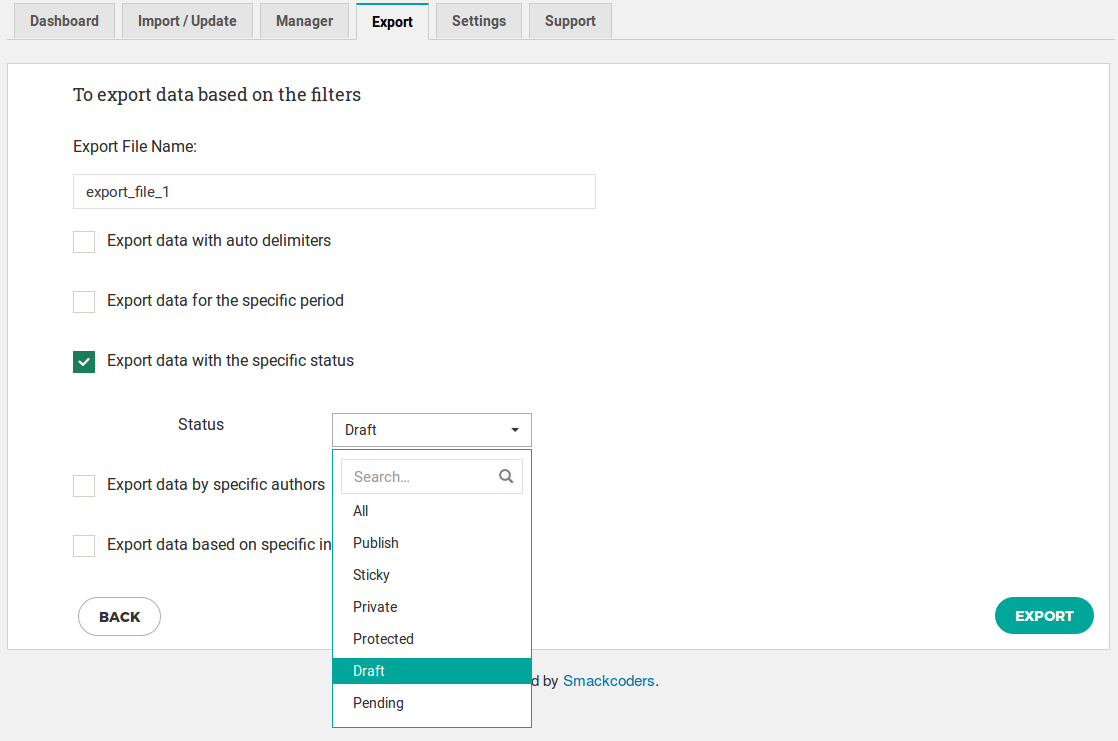 Dashboard Import / Update Manager Export Settings Support
To export data based on the filters
Export File Name:
export_file_1
Export data with auto delimiters
Export data for the specific period
Export data with the specific status
Status Draft
Search...
Export data by specific authors
All
Publish
Export data based on specific in
Sticky
Private
BACK EXPORT
Protected
Draft
d by Smackcoders.
Pending